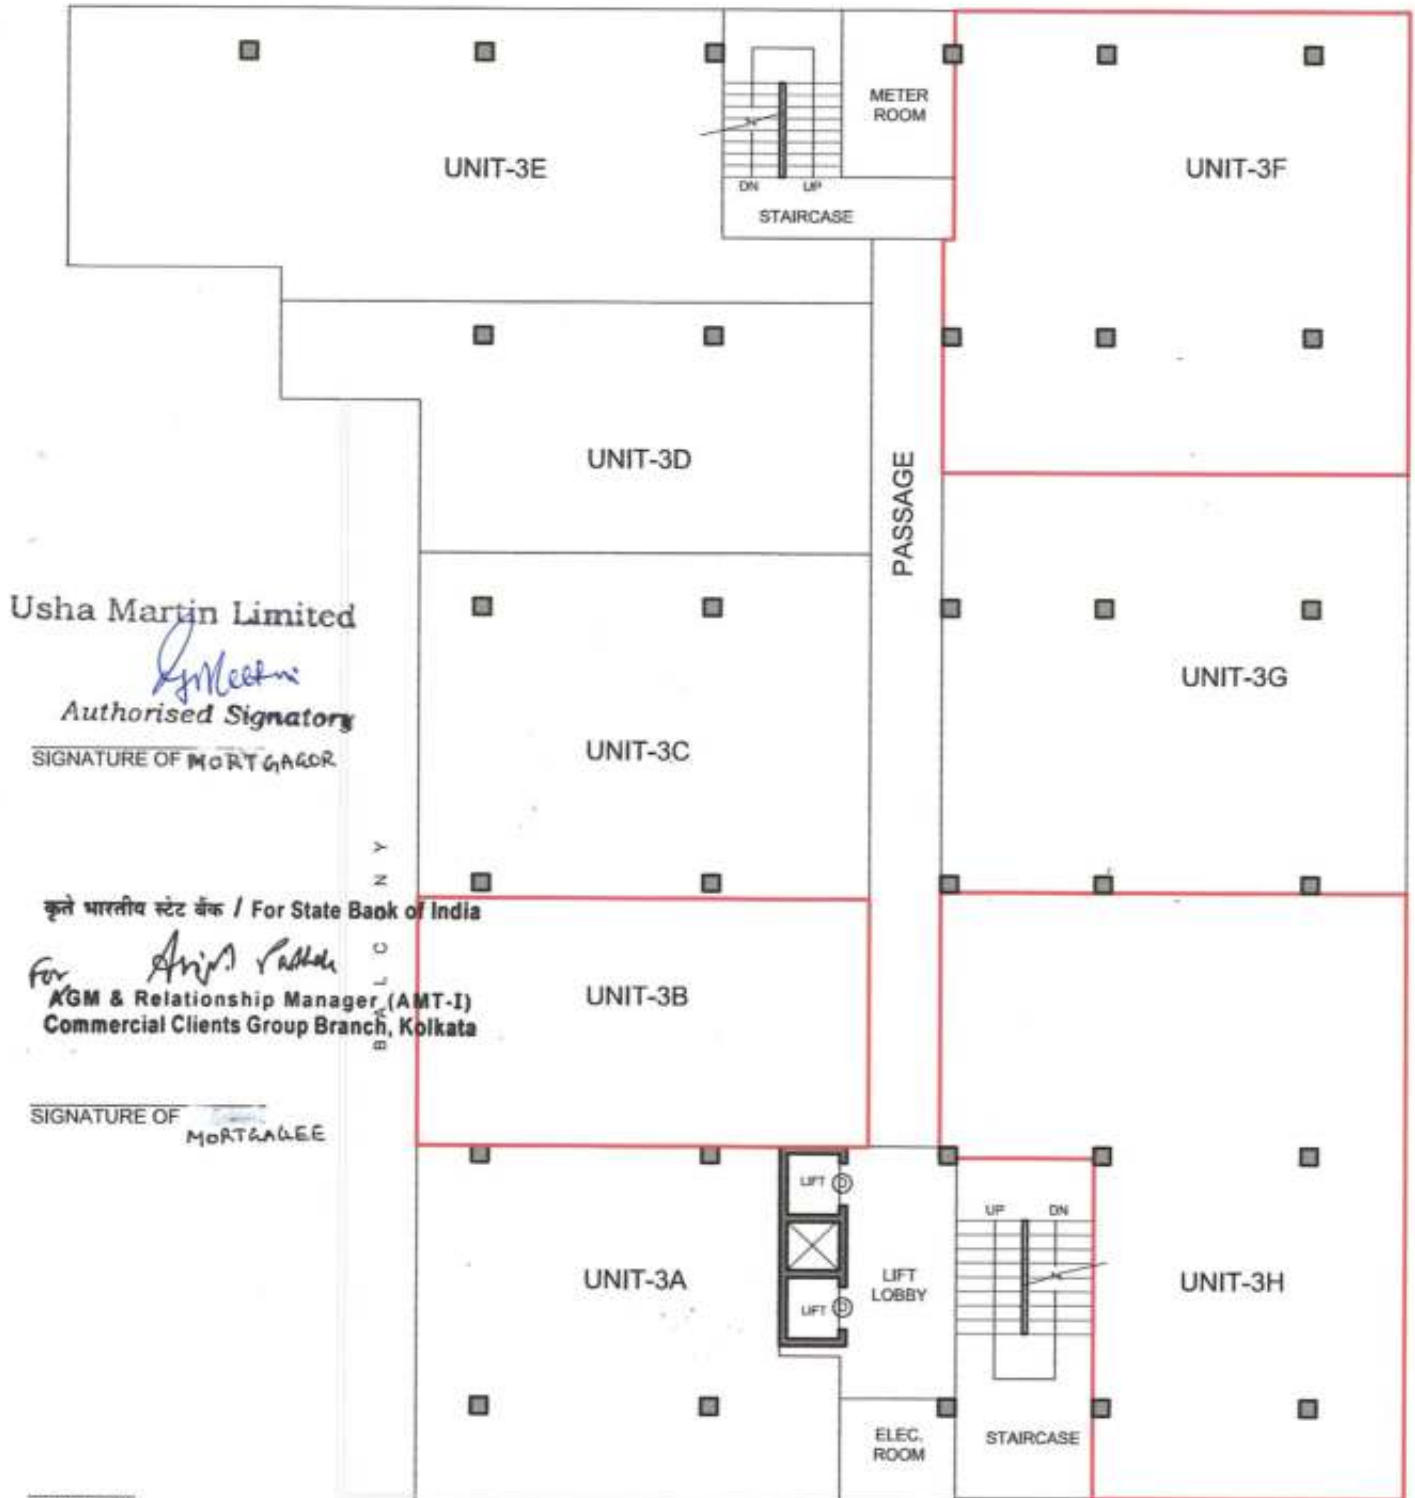 METER
ROOM
UNIT-3E
UNIT-3F
DN
UP
STAIRCASE
UNIT-3D
PASSAGE
Usha Martin Limited
Authorised Signatory
SIGNATURE OF MORTGAGOR
UNIT-3C
UNIT-3G
BALCONY
कृते भारतीय स्टेट बैंक / For State Bank of India
For
AGM & Relationship Manager (AMT-I)
Commercial Clients Group Branch, Kolkata
UNIT-3B
SIGNATURE OF
MORTGAGEE
LIFT
UP
DN
UNIT-3A
LIFT
LOBBY
UNIT-3H
LIFT
ELEC.
ROOM
STAIRCASE